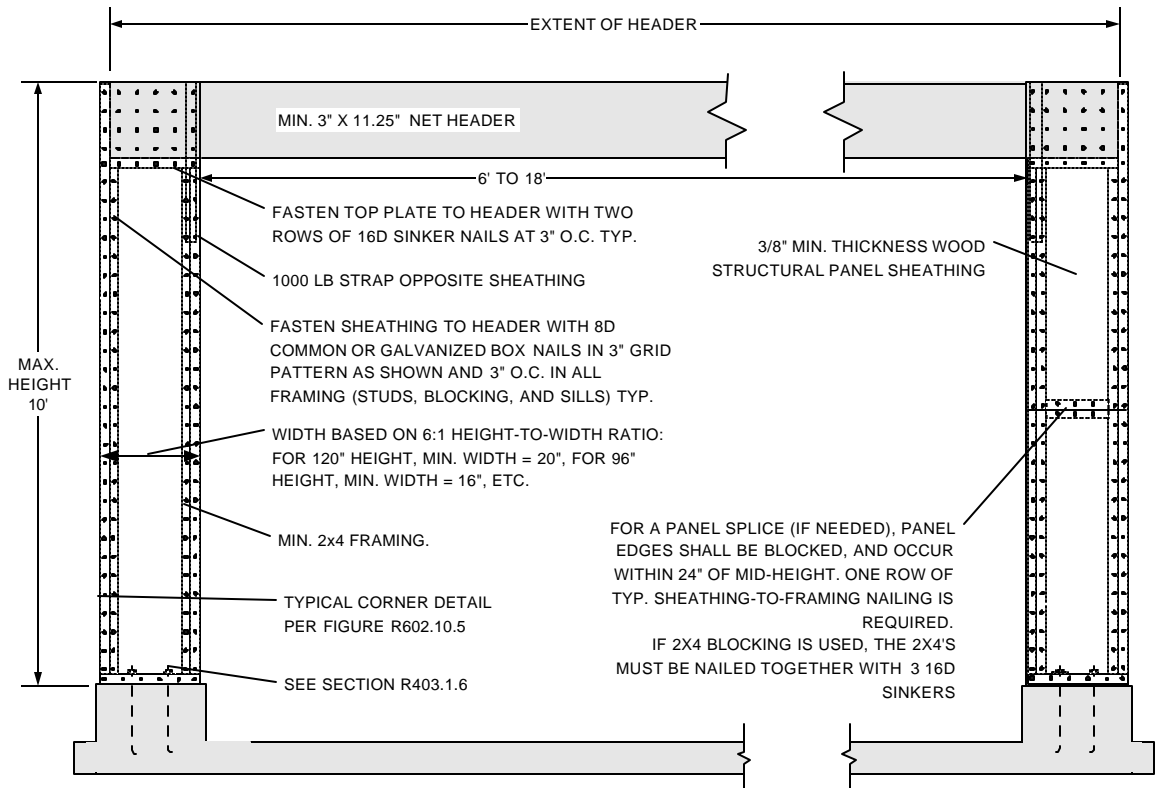 EXTENT OF HEADER
MIN. 3" X 11.25" NET HEADER
6' TO 18'
FASTEN TOP PLATE TO HEADER WITH TWO
ROWS OF 16D SINKER NAILS AT 3" O.C. TYP.
1000 LB STRAP OPPOSITE SHEATHING
FASTEN SHEATHING TO HEADER WITH 8D
COMMON OR GALVANIZED BOX NAILS IN 3" GRID
PATTERN AS SHOWN AND 3" O.C. IN ALL
FRAMING (STUDS, BLOCKING, AND SILLS) TYP.
MAX.
HEIGHT
10'
WIDTH BASED ON 6:1 HEIGHT-TO-WIDTH RATIO:
FOR 120" HEIGHT, MIN. WIDTH = 20", FOR 96"
HEIGHT, MIN. WIDTH = 16", ETC.
MIN. 2x4 FRAMING.
TYPICAL CORNER DETAIL
PER FIGURE R602.10.5
SEE SECTION R403.1.6
3/8" MIN. THICKNESS WOOD
STRUCTURAL PANEL SHEATHING
FOR A PANEL SPLICE (IF NEEDED), PANEL
EDGES SHALL BE BLOCKED, AND OCCUR
WITHIN 24" OF MID-HEIGHT. ONE ROW OF
TYP. SHEATHING-TO-FRAMING NAILING IS
REQUIRED.
IF 2X4 BLOCKING IS USED, THE 2X4'S
MUST BE NAILED TOGETHER WITH 3 16D
SINKERS